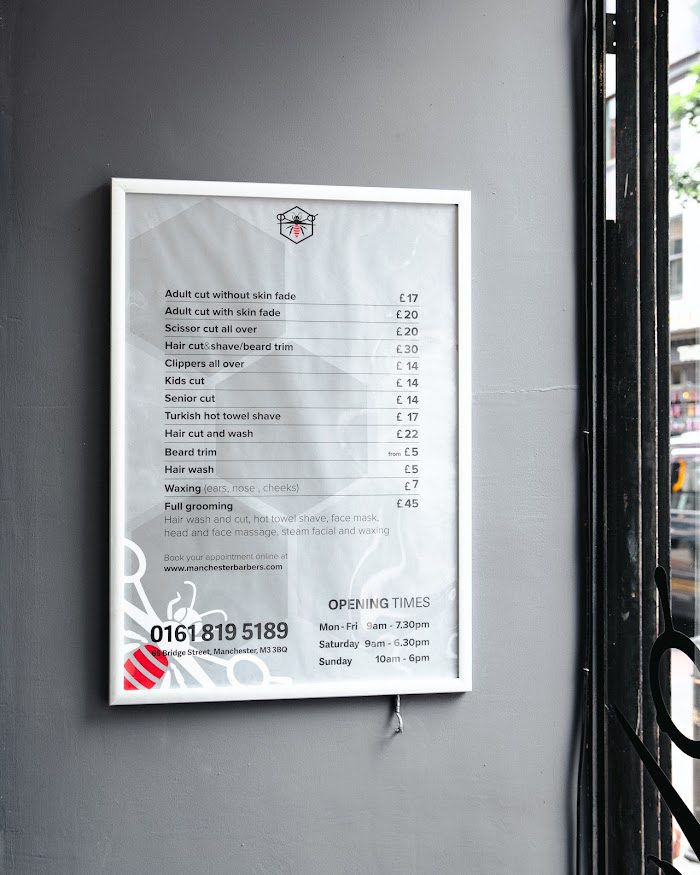 Adult cut without skin fade £17
Adult cut with skin fade £20
Scissor cut all over £20
Hair cut&shave/beard trim £30
Clippers all over £ 14
Kids cut £ 14
Senior cut £ 14
Turkish hot towel shave £ 17
Hair cut and wash £22
Beard trim from £5
Hair wash £5
Waxing (ears, nose , cheeks) £7
Full grooming £45
Hair wash and cut, hot towel shave, face mask,
head and face massage, steam facial and waxing
Book your appointment online at
www.manchesterbarbers.com
0161 819 5189
65 Bridge Street, Manchester, M3 3BQ
OPENING TIMES
Mon - Fri 9am - 7.30pm
Saturday 9am - 6.30pm
Sunday 10am - 6pm